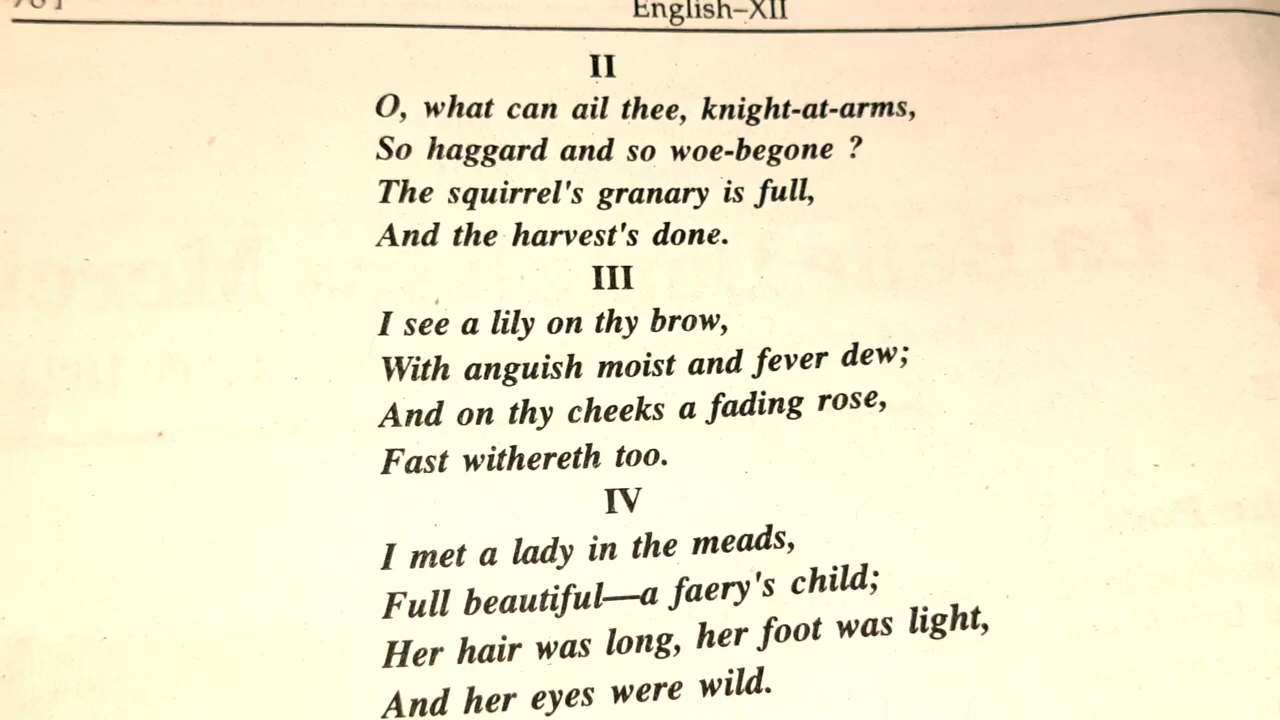 English–XII
II
O, what can ail thee, knight-at-arms,
So haggard and so woe-begone ?
The squirrel's granary is full,
And the harvest's done.
III
I see a lily on thy brow,
With anguish moist and fever dew;
And on thy cheeks a fading rose,
Fast withereth too.
IV
I met a lady in the meads,
Full beautiful—a faery's child;
Her hair was long, her foot was light,
And her eyes were wild.